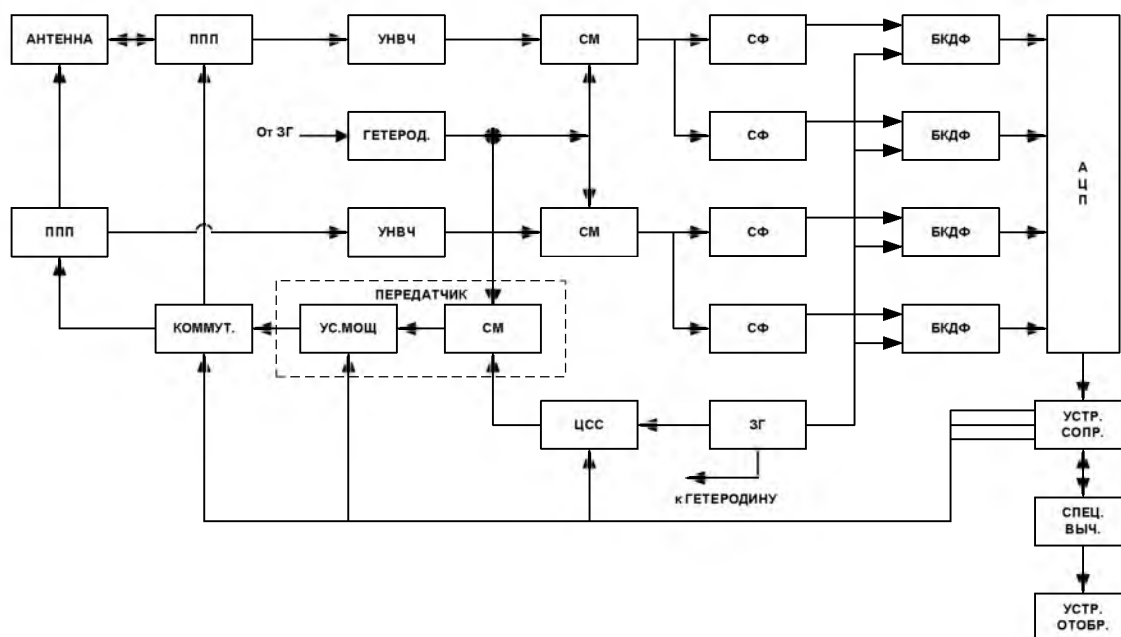 АНТЕННА
ППП
УНВЧ
СМ
СФ
БКДФ
От ЗГ
ГЕТЕРОД.
СФ
БКДФ
А
Ц
П
ППП
УНВЧ
СМ
СФ
БКДФ
ПЕРЕДАТЧИК
КОММУТ.
УС.МОЩ
СМ
СФ
БКДФ
ЦСС
ЗГ
УСТР.
СОПР.
к ГЕТЕРОДИНУ
СПЕЦ.
ВЫЧ.
УСТР.
ОТОБР.